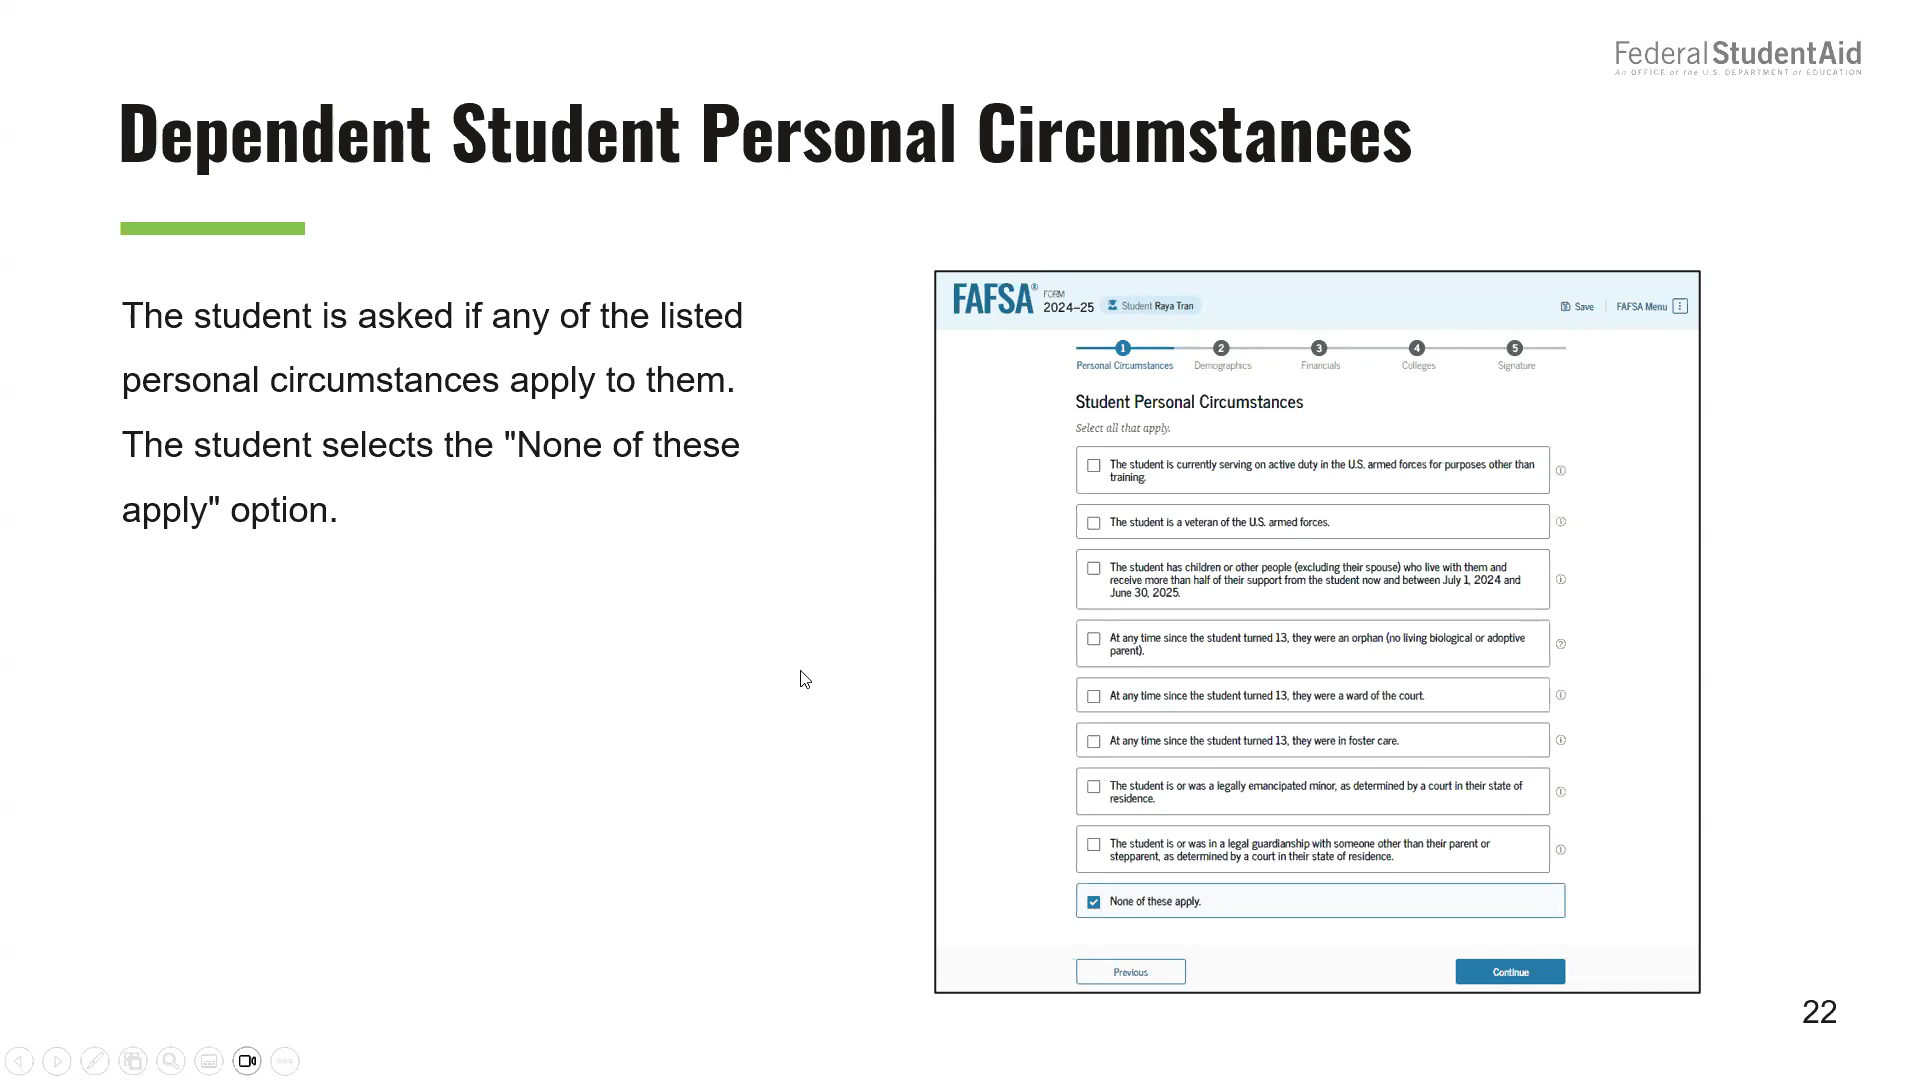 Federal StudentAid
An OFFICE of the U.S. DEPARTMENT of EDUCATION
Dependent Student Personal Circumstances
The student is asked if any of the listed
personal circumstances apply to them.
The student selects the "None of these
apply" option.
FAFSA®
FORM
2024–25
Student Raya Tran
Save
FAFSA Menu
1
2
3
4
5
Personal Circumstances
Demographics
Financials
Colleges
Signature
Student Personal Circumstances
Select all that apply.
The student is currently serving on active duty in the U.S. armed forces for purposes other than
training.
The student is a veteran of the U.S. armed forces.
The student has children or other people (excluding their spouse) who live with them and
receive more than half of their support from the student now and between July 1, 2024 and
June 30, 2025.
At any time since the student turned 13, they were an orphan (no living biological or adoptive
parent).
At any time since the student turned 13, they were a ward of the court.
At any time since the student turned 13, they were in foster care.
The student is or was a legally emancipated minor, as determined by a court in their state of
residence.
The student is or was in a legal guardianship with someone other than their parent or
stepparent, as determined by a court in their state of residence.
None of these apply.
Previous
Continue
22